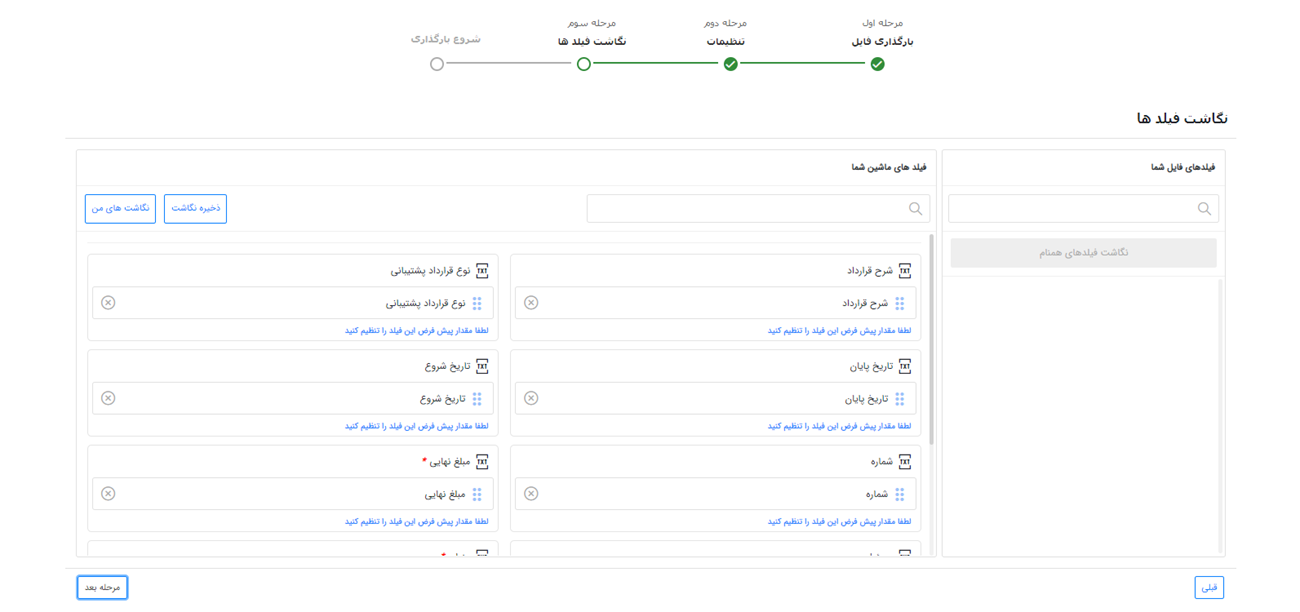 مرحله اول
بارگذاری فایل
مرحله دوم
تنظیمات
مرحله سوم
نگاشت فیلد ها
شروع بارگذاری
نگاشت فیلد ها
فیلدهای فایل شما
نگاشت فیلدهای همنام
فیلد های ماشین شما
ذخیره نگاشت
نگاشت های من
TXT شرح قرارداد
شرح قرارداد
لطفا مقدار پیش فرض این فیلد را تنظیم کنید
TXT نوع قرارداد پشتیبانی
نوع قرارداد پشتیبانی
لطفا مقدار پیش فرض این فیلد را تنظیم کنید
TXT تاریخ پایان
تاریخ پایان
لطفا مقدار پیش فرض این فیلد را تنظیم کنید
TXT تاریخ شروع
تاریخ شروع
لطفا مقدار پیش فرض این فیلد را تنظیم کنید
TXT شماره
شماره
لطفا مقدار پیش فرض این فیلد را تنظیم کنید
TXT مبلغ نهایی *
مبلغ نهایی
لطفا مقدار پیش فرض این فیلد را تنظیم کنید
قبلی
مرحله بعد